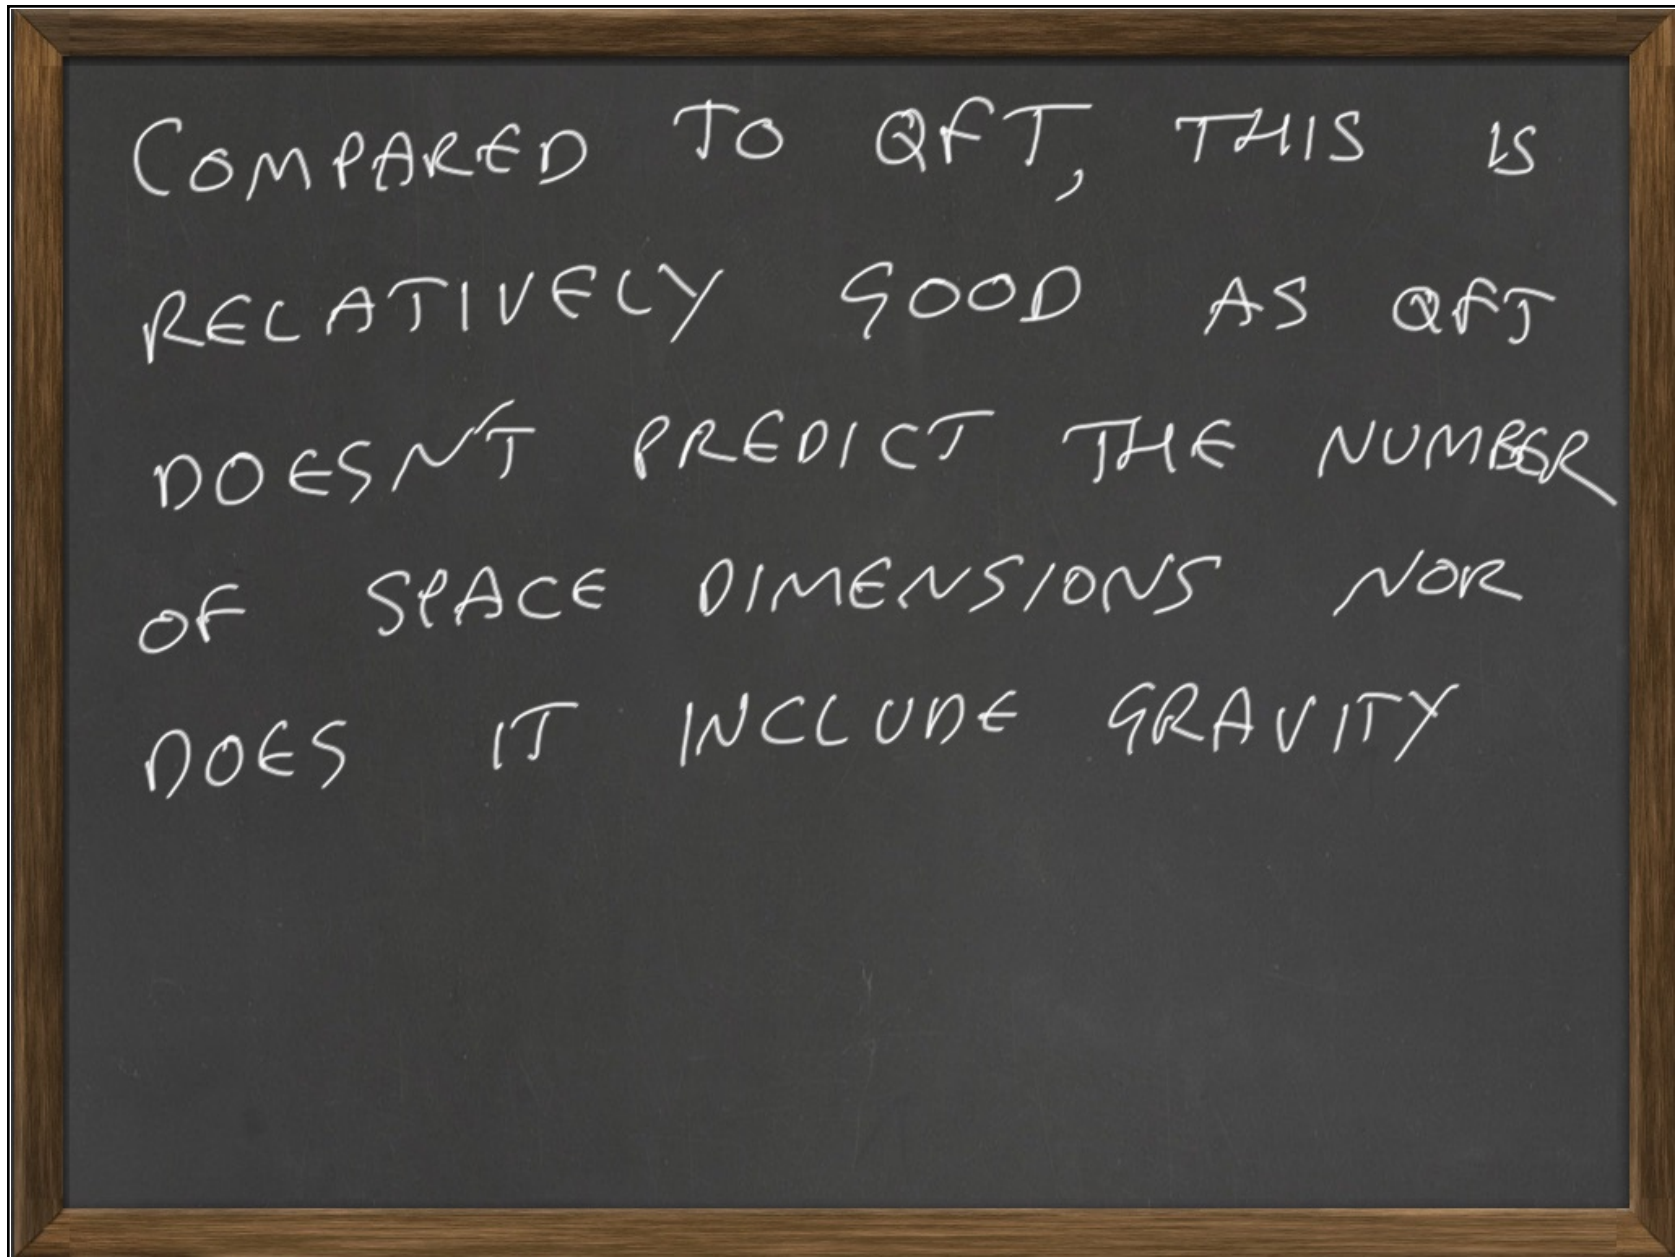 COMPARED TO QFT, THIS IS
RELATIVELY GOOD AS QFT
DOESN'T PREDICT THE NUMBER
OF SPACE DIMENSIONS NOR
DOES IT INCLUDE GRAVITY